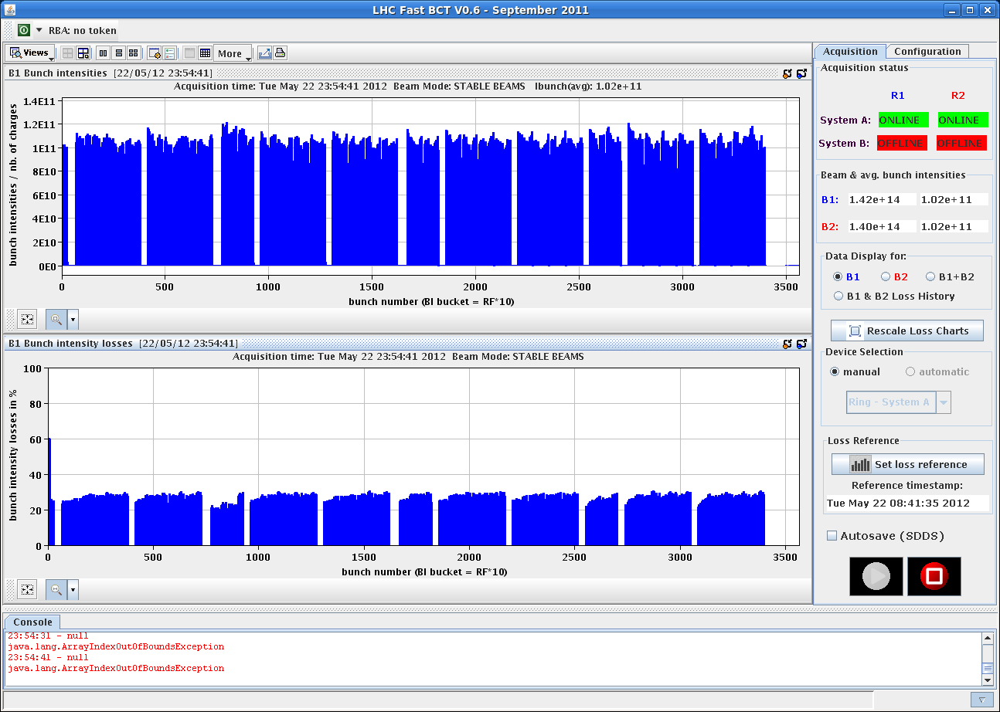 LHC Fast BCT V0.6 - September 2011
RBA: no token
Views
More
B1 Bunch intensities [22/05/12 23:54:41]
Acquisition time: Tue May 22 23:54:41 2012 Beam Mode: STABLE BEAMS Ibunch(avg): 1.02e+11
bunch intensities / nb. of charges
1.4E11
1.2E11
1E11
8E10
6E10
4E10
2E10
0E0
0 500 1000 1500 2000 2500 3000 3500
bunch number (BI bucket = RF*10)
B1 Bunch intensity losses [22/05/12 23:54:41]
Acquisition time: Tue May 22 23:54:41 2012 Beam Mode: STABLE BEAMS
bunch intensity losses in %
100
80
60
40
20
0
0 500 1000 1500 2000 2500 3000 3500
bunch number (BI bucket = RF*10)
Acquisition Configuration
Acquisition status
R1 R2
System A: ONLINE ONLINE
System B: OFFLINE OFFLINE
Beam & avg. bunch intensities
B1: 1.42e+14 1.02e+11
B2: 1.40e+14 1.02e+11
Data Display for:
B1 B2 B1+B2
B1 & B2 Loss History
Rescale Loss Charts
Device Selection
manual automatic
Ring - System A
Loss Reference
Set loss reference
Reference timestamp:
Tue May 22 08:41:35 2012
Autosave (SDDS)
Console
23:54:31 - null
java.lang.ArrayIndexOutOfBoundsException
23:54:41 - null
java.lang.ArrayIndexOutOfBoundsException